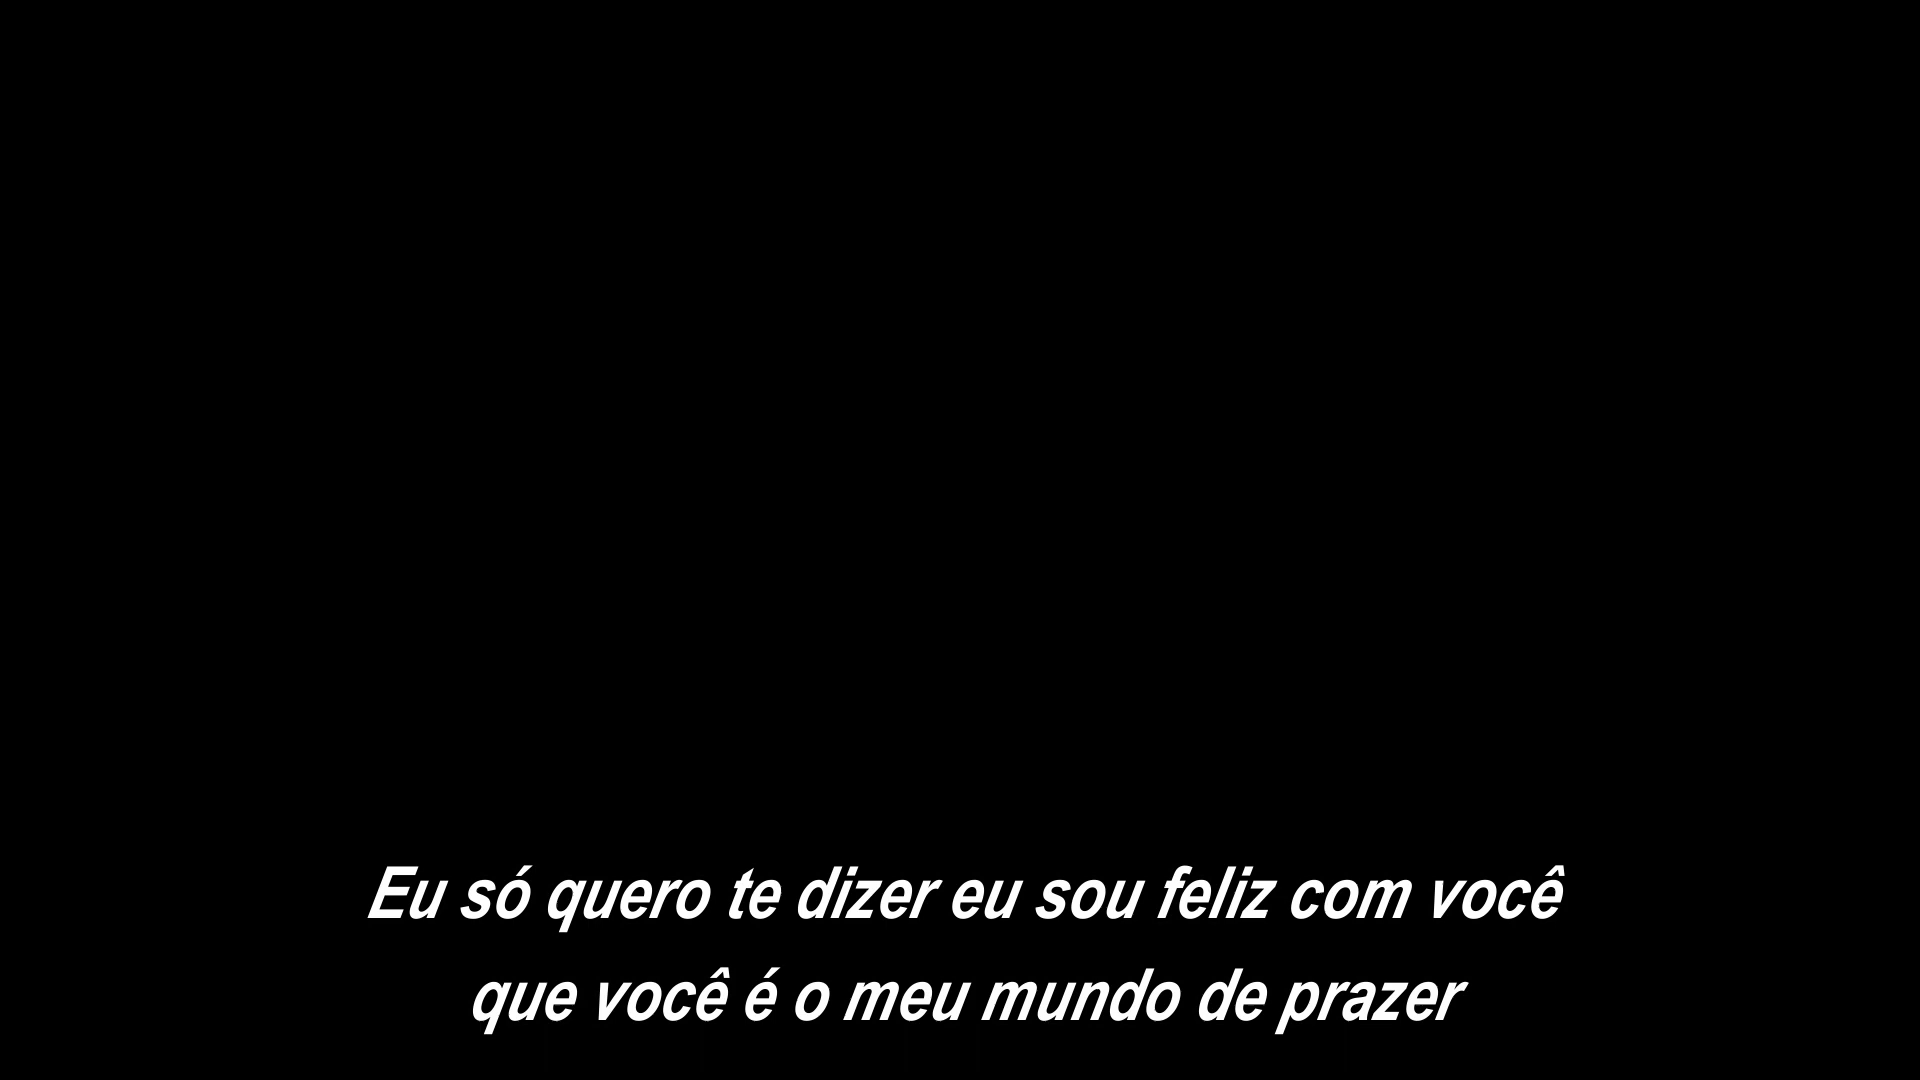 Eu só quero te dizer eu sou feliz com você
que você é o meu mundo de prazer